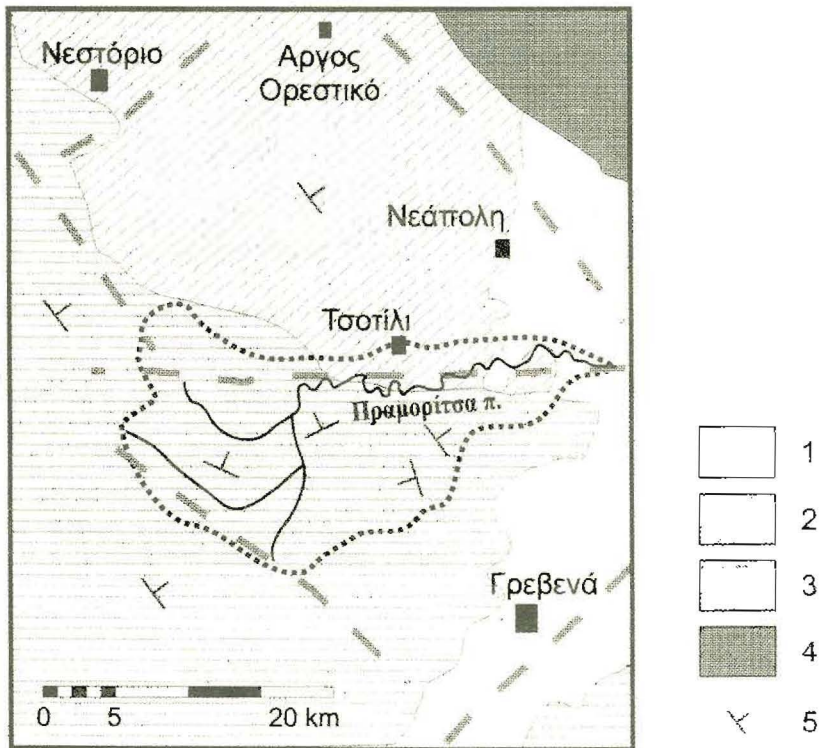 Νεστόριο
Αργος
Ορεστικό
Νεάπολη
Τσοτίλι
Πραμορίτσα π.
Γρεβενά
0 5 20 km
1
2
3
4
5